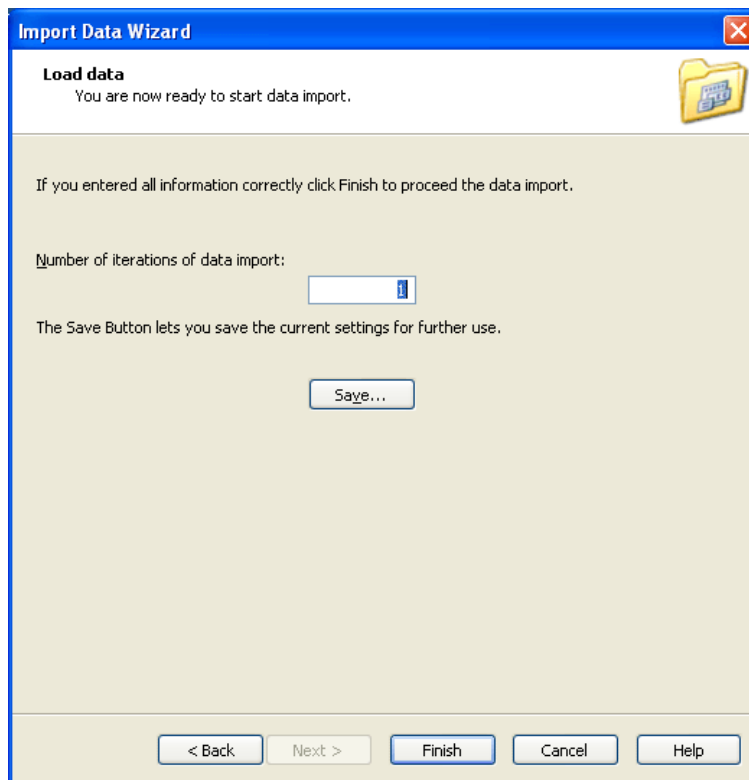 Import Data Wizard
Load data
You are now ready to start data import.
If you entered all information correctly click Finish to proceed the data import.
Number of iterations of data import:
1
The Save Button lets you save the current settings for further use.
Save...
< Back Next > Finish Cancel Help